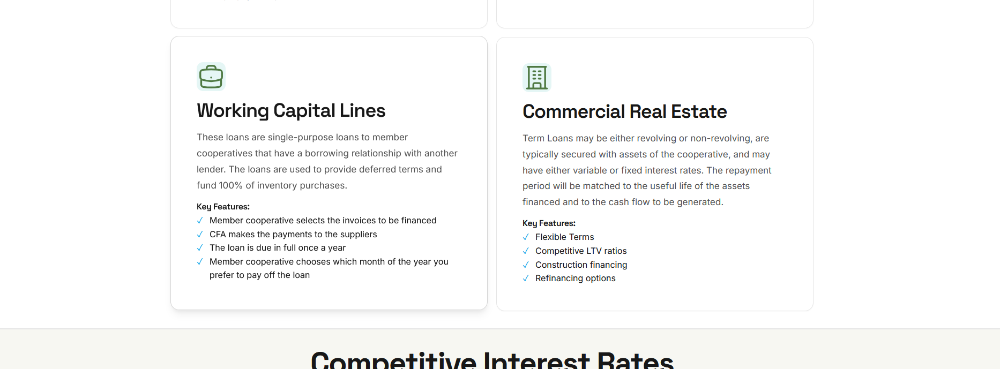 Working Capital Lines
These loans are single-purpose loans to member
cooperatives that have a borrowing relationship with another
lender. The loans are used to provide deferred terms and
fund 100% of inventory purchases.
Key Features:
✓ Member cooperative selects the invoices to be financed
✓ CFA makes the payments to the suppliers
✓ The loan is due in full once a year
✓ Member cooperative chooses which month of the year you
prefer to pay off the loan
Commercial Real Estate
Term Loans may be either revolving or non-revolving, are
typically secured with assets of the cooperative, and may
have either variable or fixed interest rates. The repayment
period will be matched to the useful life of the assets
financed and to the cash flow to be generated.
Key Features:
✓ Flexible Terms
✓ Competitive LTV ratios
✓ Construction financing
✓ Refinancing options
Competitive Interest Rates